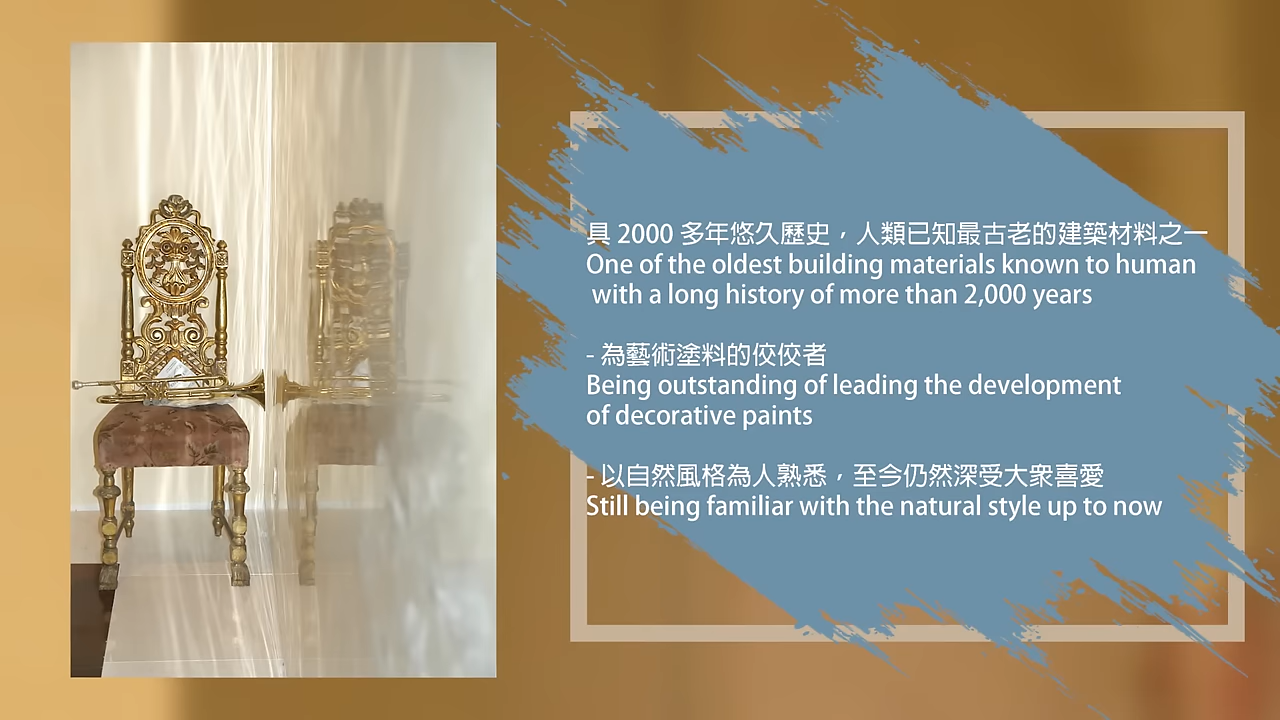 具 2000 多年悠久歷史，人類已知最古老的建築材料之一
One of the oldest building materials known to human
with a long history of more than 2,000 years
- 為藝術塗料的佼佼者
Being outstanding of leading the development
of decorative paints
- 以自然風格為人熟悉，至今仍然深受大衆喜愛
Still being familiar with the natural style up to now